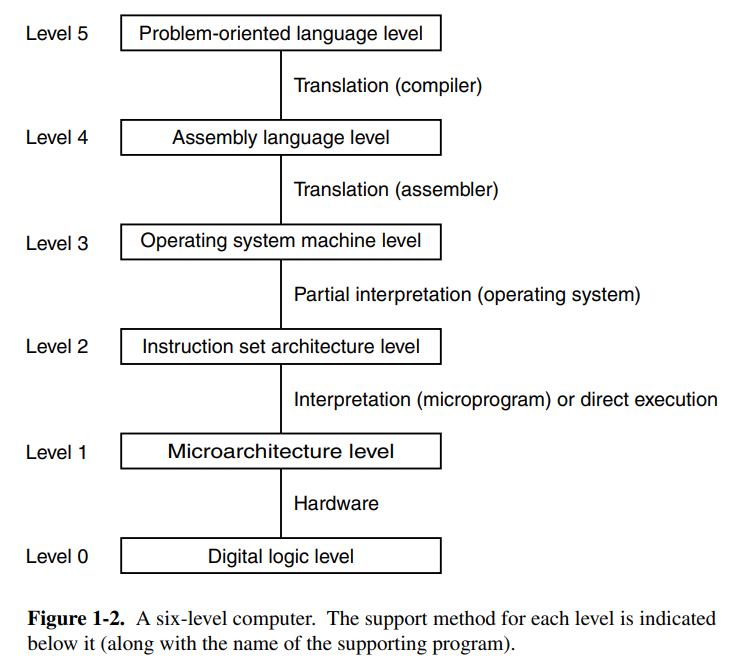 Level 5 Problem-oriented language level
Translation (compiler)
Level 4 Assembly language level
Translation (assembler)
Level 3 Operating system machine level
Partial interpretation (operating system)
Level 2 Instruction set architecture level
Interpretation (microprogram) or direct execution
Level 1 Microarchitecture level
Hardware
Level 0 Digital logic level
Figure 1-2. A six-level computer. The support method for each level is indicated
below it (along with the name of the supporting program).